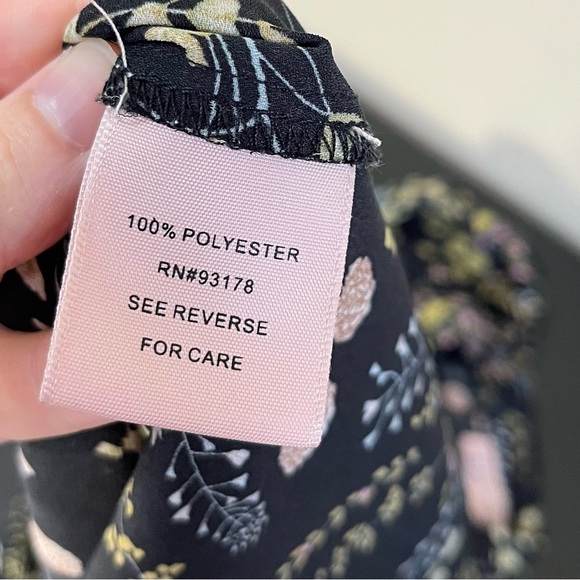 100% POLYESTER
RN#93178
SEE REVERSE
FOR CARE